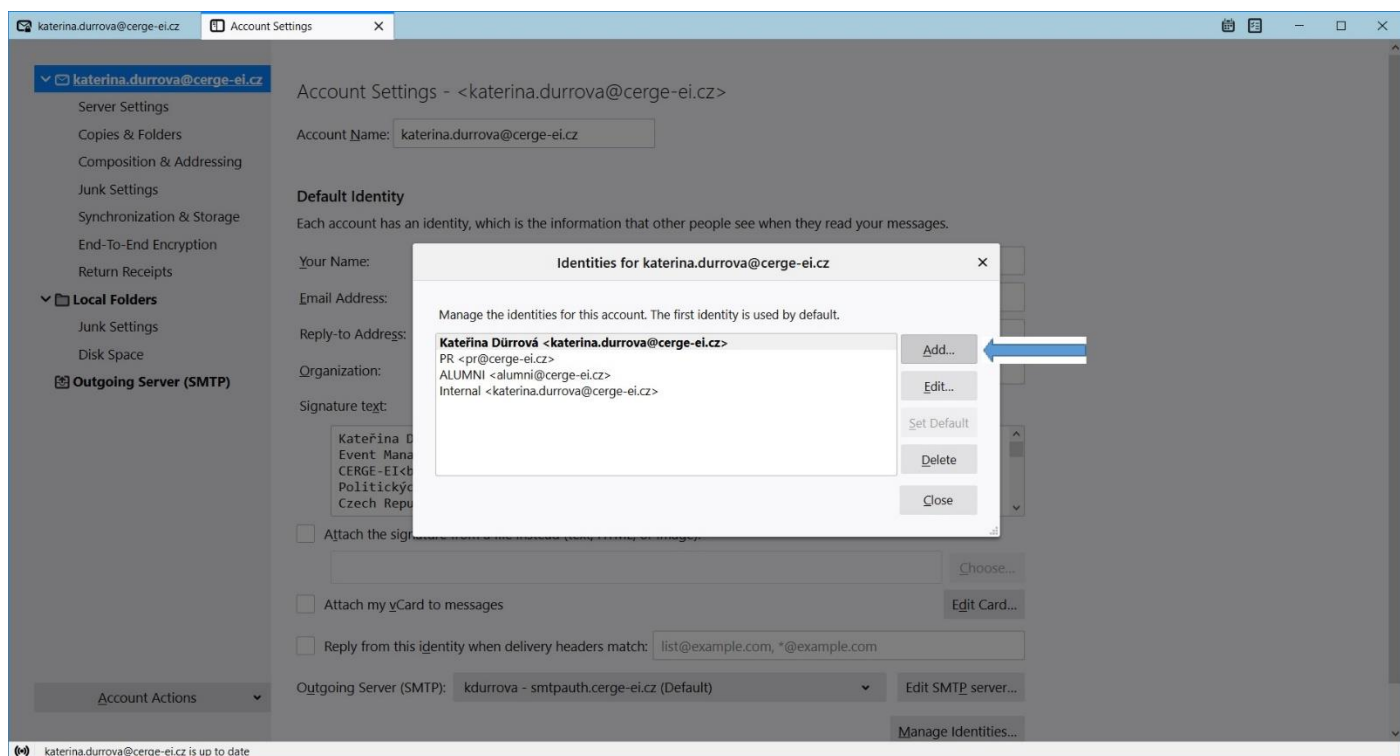 katerina.durrova@cerge-ei.cz
Account Settings
katerina.durrova@cerge-ei.cz
Server Settings
Copies & Folders
Composition & Addressing
Junk Settings
Synchronization & Storage
End-To-End Encryption
Return Receipts
Local Folders
Junk Settings
Disk Space
Outgoing Server (SMTP)
Account Actions
Account Settings - <katerina.durrova@cerge-ei.cz>
Account Name: katerina.durrova@cerge-ei.cz
Default Identity
Each account has an identity, which is the information that other people see when they read your messages.
Your Name:
Email Address:
Reply-to Address:
Organization:
Signature text:
Kateřina D
Event Mana
CERGE-EI<b
Politickýc
Czech Repu
Identities for katerina.durrova@cerge-ei.cz
Manage the identities for this account. The first identity is used by default.
Kateřina Dürrová <katerina.durrova@cerge-ei.cz>
PR <pr@cerge-ei.cz>
ALUMNI <alumni@cerge-ei.cz>
Internal <katerina.durrova@cerge-ei.cz>
Add...
Edit...
Set Default
Delete
Close
Attach the signature from a file instead (text, HTML, or image):
Choose...
Attach my vCard to messages
Edit Card...
Reply from this identity when delivery headers match: list@example.com, *@example.com
Outgoing Server (SMTP): kdurrova - smtpauth.cerge-ei.cz (Default)
Edit SMTP server...
Manage Identities...
katerina.durrova@cerge-ei.cz is up to date